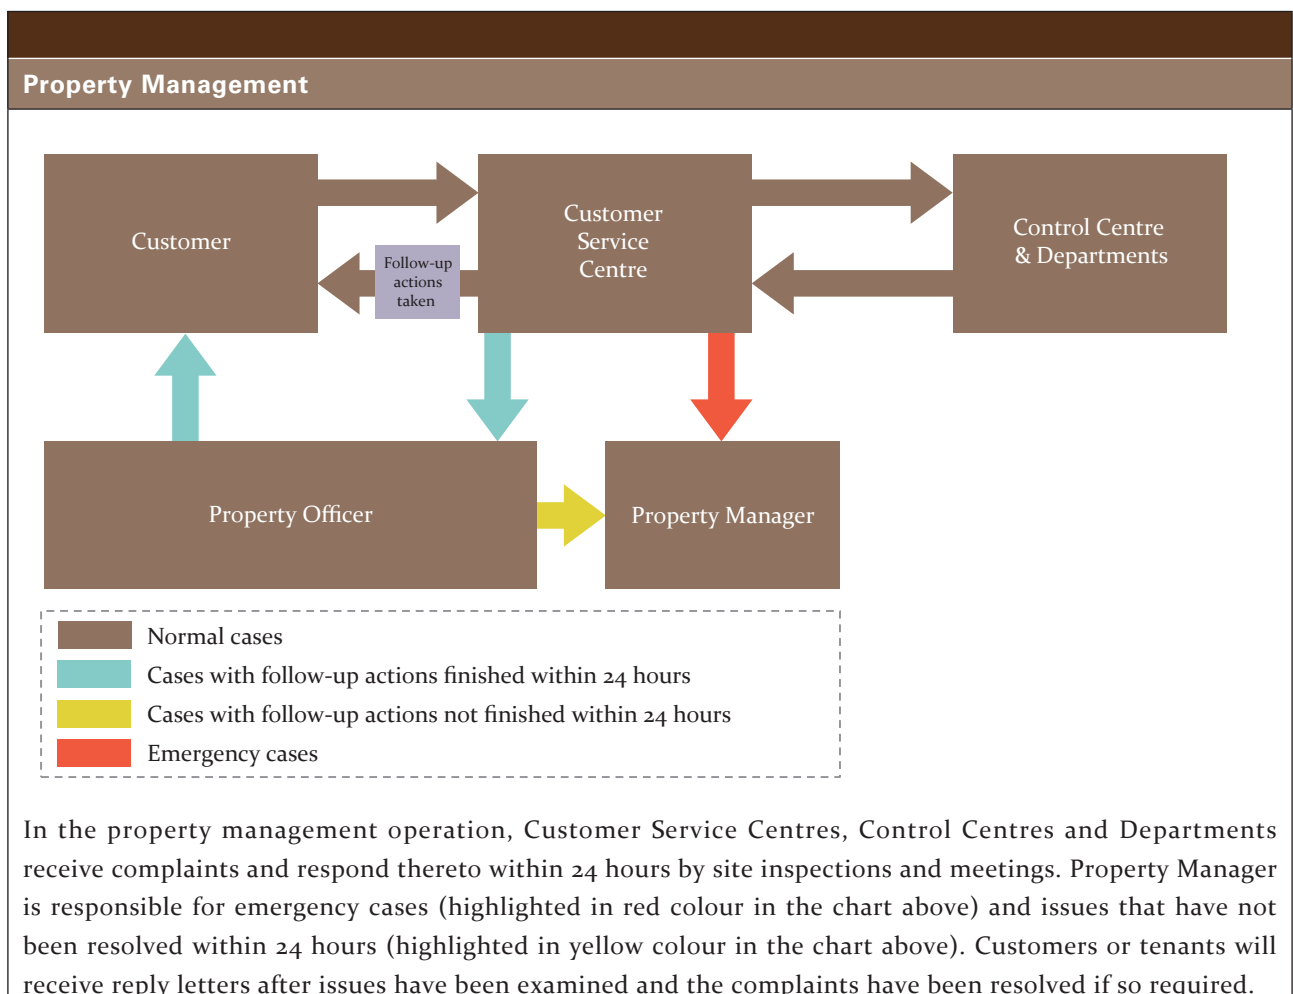 Property Management
Customer
Customer
Service
Centre
Control Centre
& Departments
Follow-up
actions
taken
Property Officer
Property Manager
Normal cases
Cases with follow-up actions finished within 24 hours
Cases with follow-up actions not finished within 24 hours
Emergency cases
In the property management operation, Customer Service Centres, Control Centres and Departments
receive complaints and respond thereto within 24 hours by site inspections and meetings. Property Manager
is responsible for emergency cases (highlighted in red colour in the chart above) and issues that have not
been resolved within 24 hours (highlighted in yellow colour in the chart above). Customers or tenants will
receive reply letters after issues have been examined and the complaints have been resolved if so required.